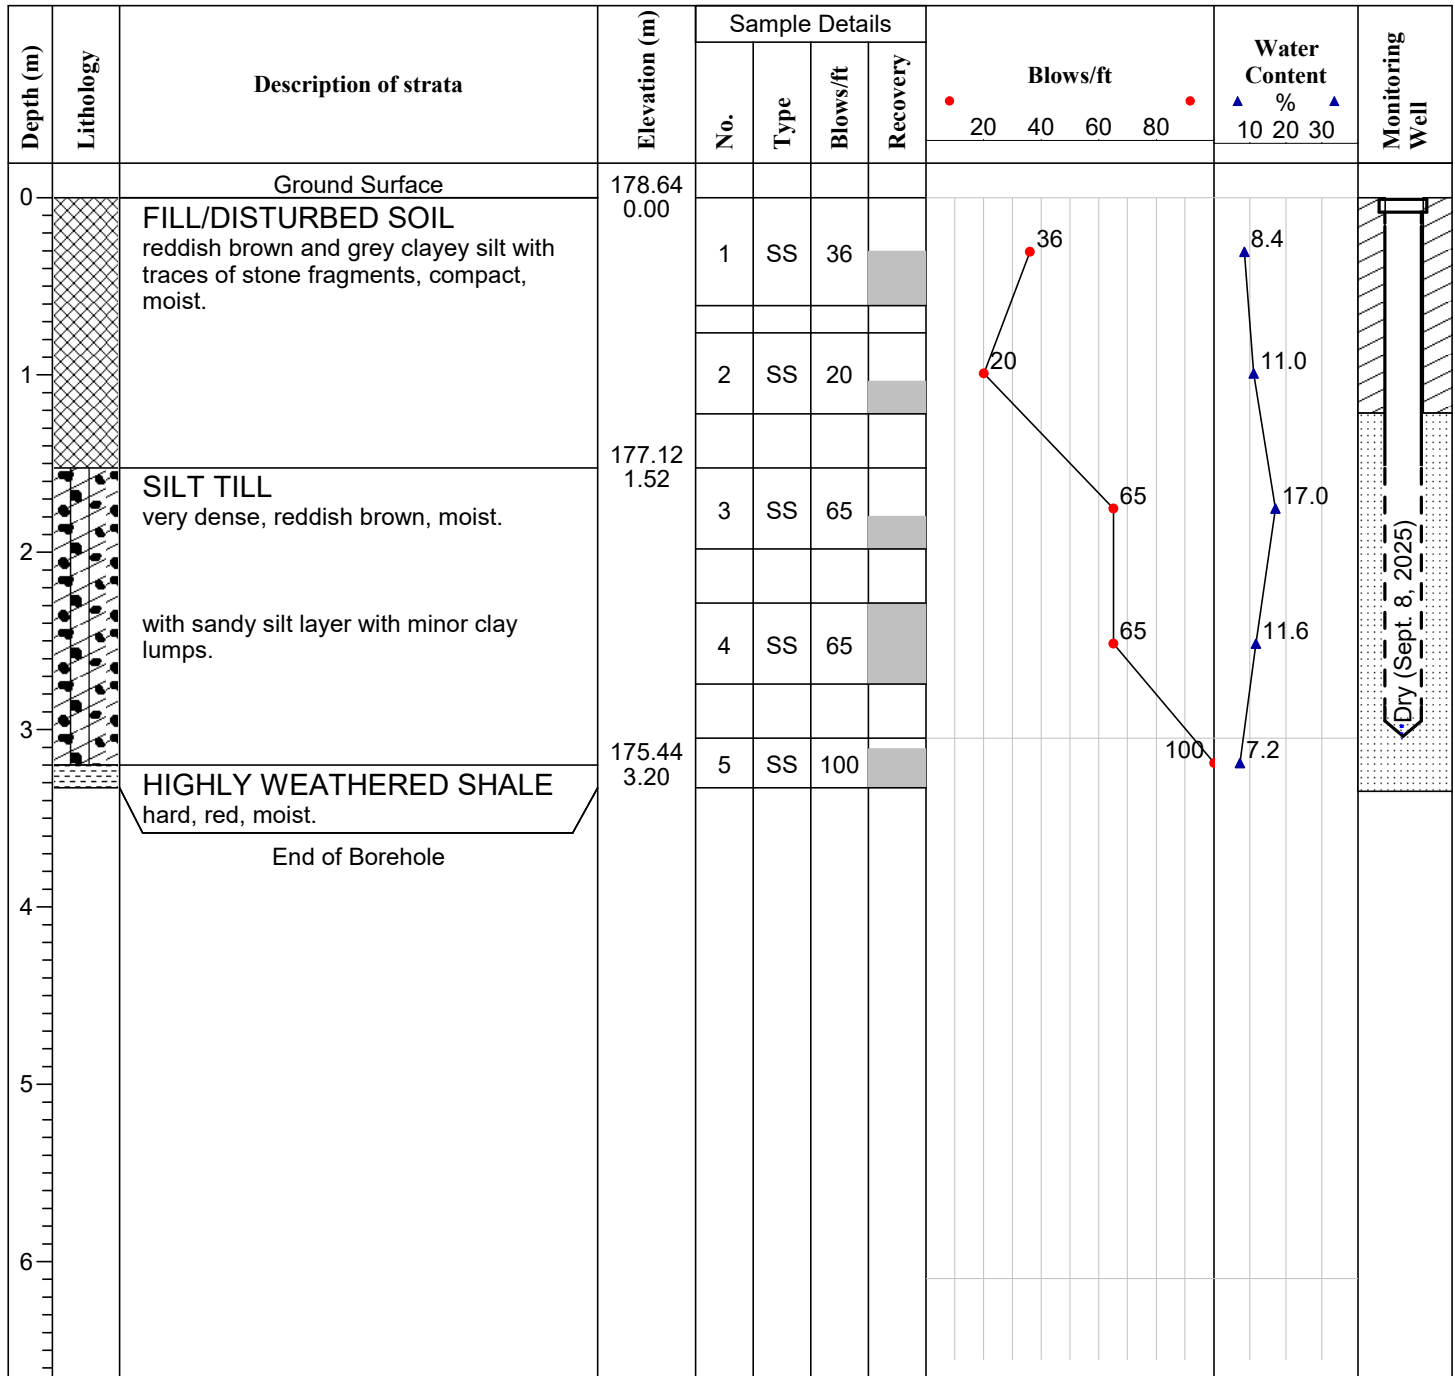 Depth (m)
Lithology
Description of strata
Elevation (m)
Sample Details
No.
Type
Blows/ft
Recovery
Blows/ft
20 40 60 80
Water
Content
%
10 20 30
Monitoring
Well
Ground Surface
178.64
0.00
0
FILL/DISTURBED SOIL
reddish brown and grey clayey silt with
traces of stone fragments, compact,
moist.
1 SS 36
36
8.4
1
2 SS 20
20
11.0
177.12
1.52
SILT TILL
very dense, reddish brown, moist.
3 SS 65
65
17.0
2
with sandy silt layer with minor clay
lumps.
4 SS 65
65
11.6
Dry (Sept. 8, 2025)
3
175.44
3.20
5 SS 100
100
7.2
HIGHLY WEATHERED SHALE
hard, red, moist.
End of Borehole
4
5
6